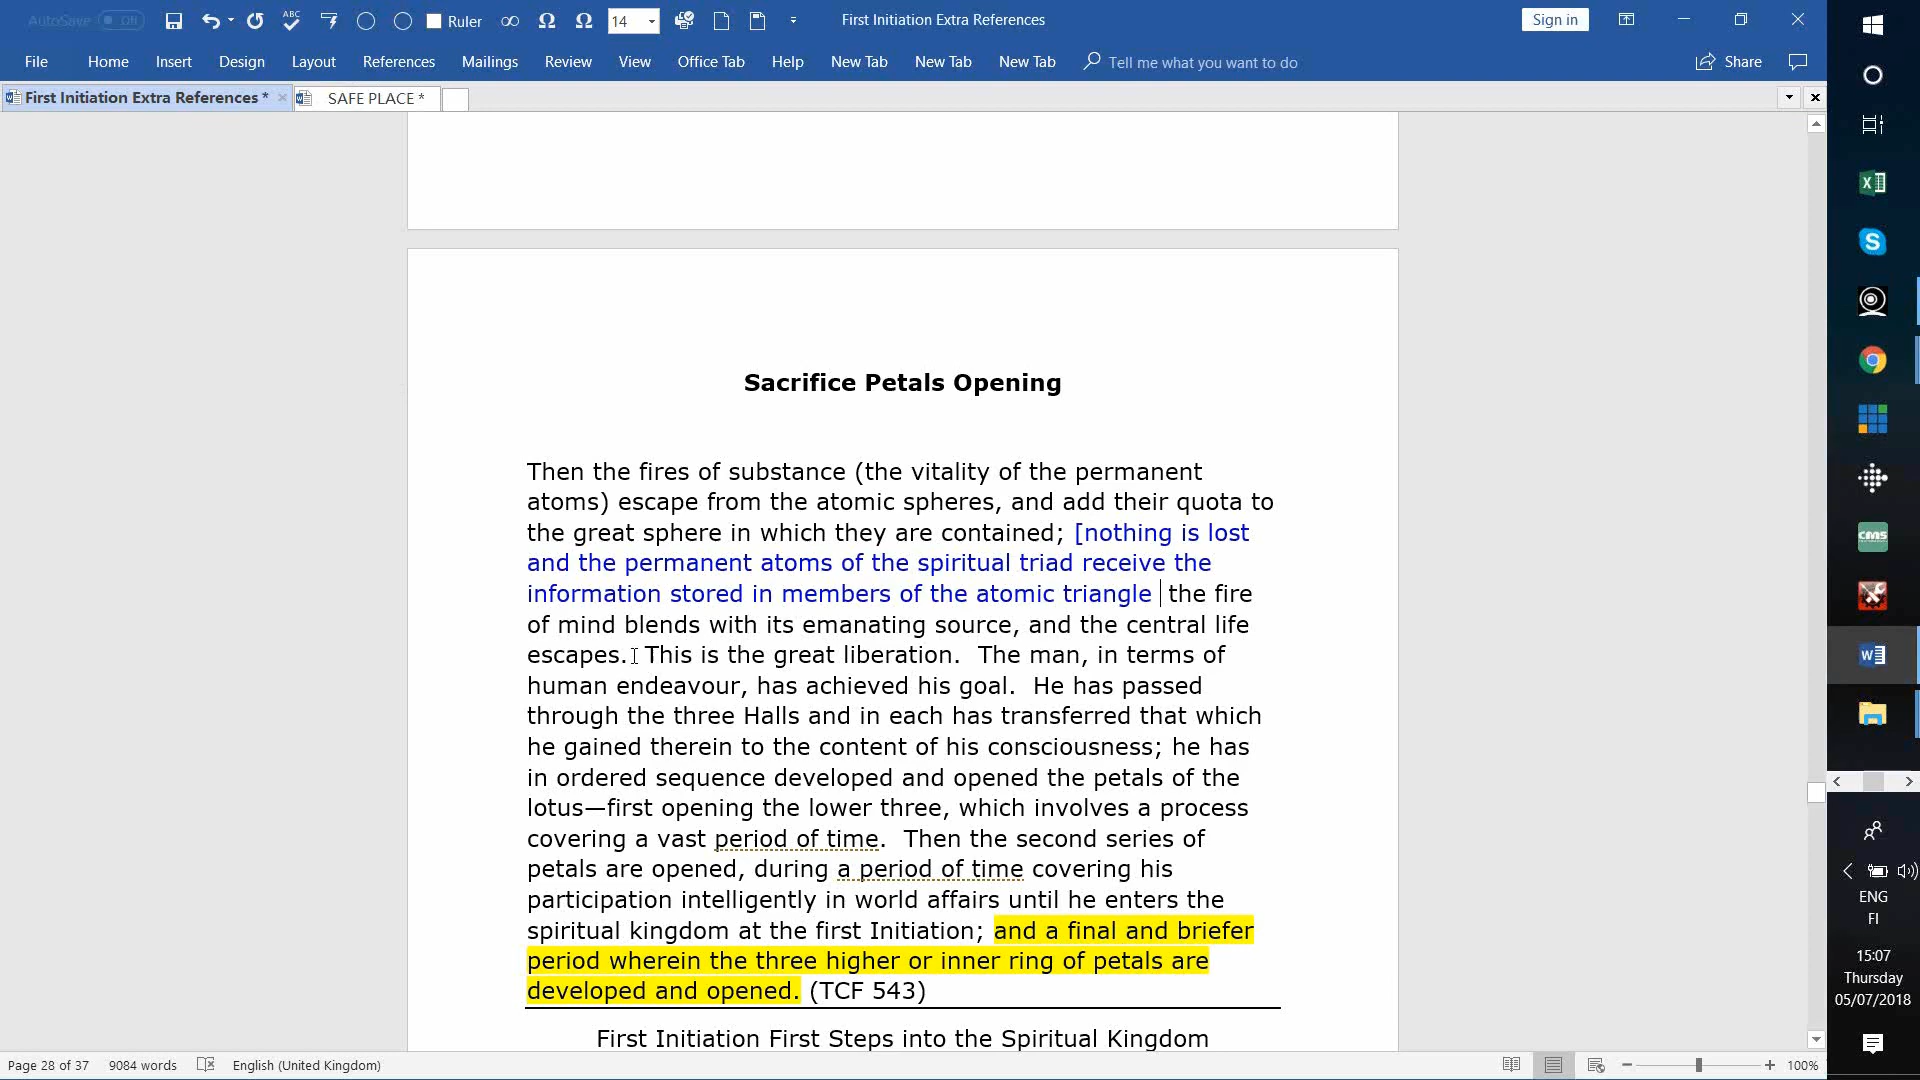 AutoSave Off
ABC
Ruler
14
First Initiation Extra References
Sign in
File Home Insert Design Layout References Mailings Review View Office Tab Help New Tab New Tab New Tab Tell me what you want to do
Share
First Initiation Extra References *
SAFE PLACE *
Sacrifice Petals Opening
Then the fires of substance (the vitality of the permanent
atoms) escape from the atomic spheres, and add their quota to
the great sphere in which they are contained; [nothing is lost
and the permanent atoms of the spiritual triad receive the
information stored in members of the atomic triangle the fire
of mind blends with its emanating source, and the central life
escapes. This is the great liberation. The man, in terms of
human endeavour, has achieved his goal. He has passed
through the three Halls and in each has transferred that which
he gained therein to the content of his consciousness; he has
in ordered sequence developed and opened the petals of the
lotus—first opening the lower three, which involves a process
covering a vast period of time. Then the second series of
petals are opened, during a period of time covering his
participation intelligently in world affairs until he enters the
spiritual kingdom at the first Initiation; and a final and briefer
period wherein the three higher or inner ring of petals are
developed and opened. (TCF 543)
First Initiation First Steps into the Spiritual Kingdom
Page 28 of 37 9084 words English (United Kingdom)
100%
CMS
ENG
FI
15:07
Thursday
05/07/2018